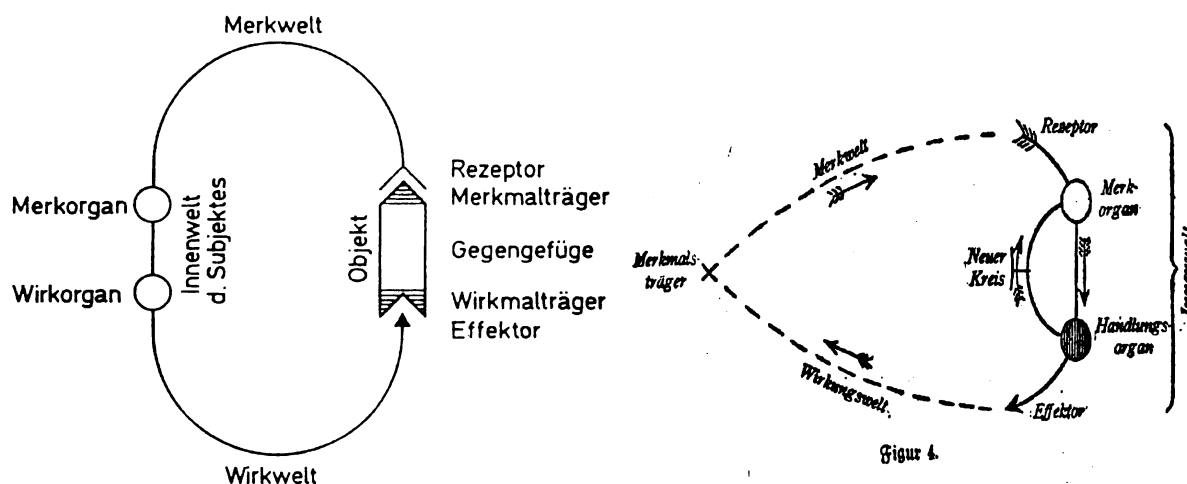 Merkwelt
Merkorgan
Wirkorgan
Innenwelt
d. Subjektes
Objekt
Rezeptor
Merkmalträger
Gegengefüge
Wirkmalträger
Effektor
Wirkwelt
Merkmals-
träger
Merkwelt
Wirkungswelt
Rezeptor
Merk-
organ
Neuer
Kreis
Handlungs-
organ
Effektor
Figur 4.